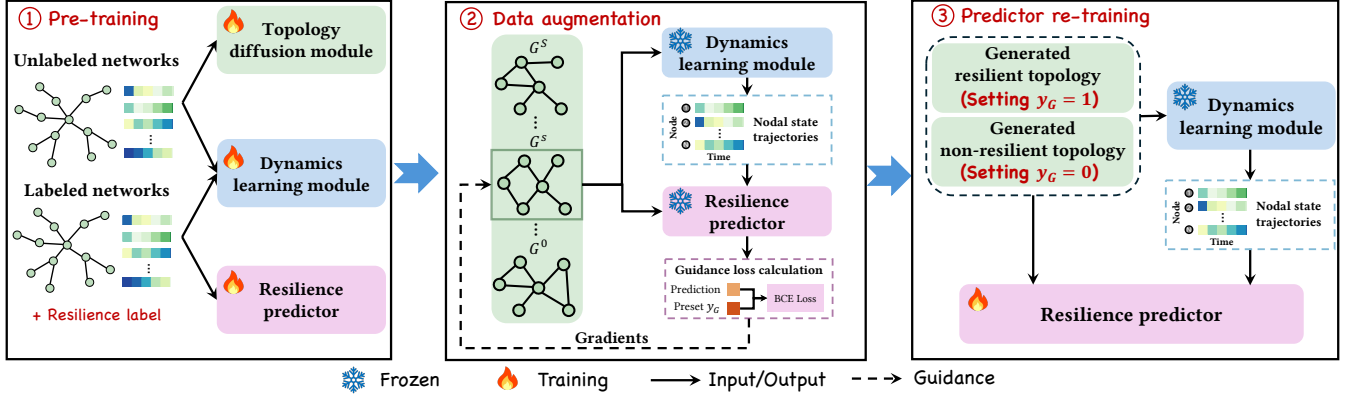 ① Pre-training
Unlabeled networks
Labeled networks
+ Resilience label
Topology
diffusion module
Dynamics
learning module
Resilience
predictor
② Data augmentation
G^S
G^s
G^0
Dynamics
learning module
Node
Time
Nodal state
trajectories
Resilience
predictor
Guidance loss calculation
Prediction
Preset y_G
BCE Loss
Gradients
③ Predictor re-training
Generated
resilient topology
(Setting y_G = 1)
Generated
non-resilient topology
(Setting y_G = 0)
Dynamics
learning module
Node
Time
Nodal state
trajectories
Resilience predictor
Frozen
Training
Input/Output
Guidance